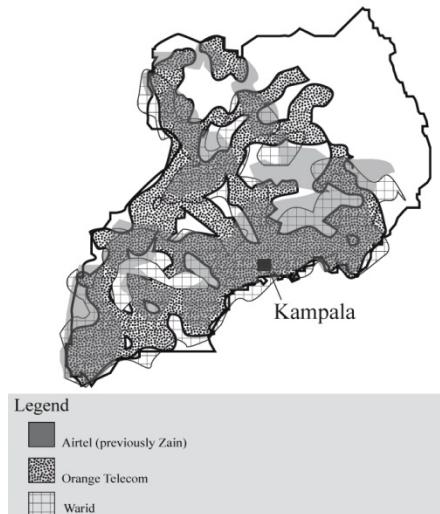 Kampala
Legend
Airtel (previously Zain)
Orange Telecom
Warid